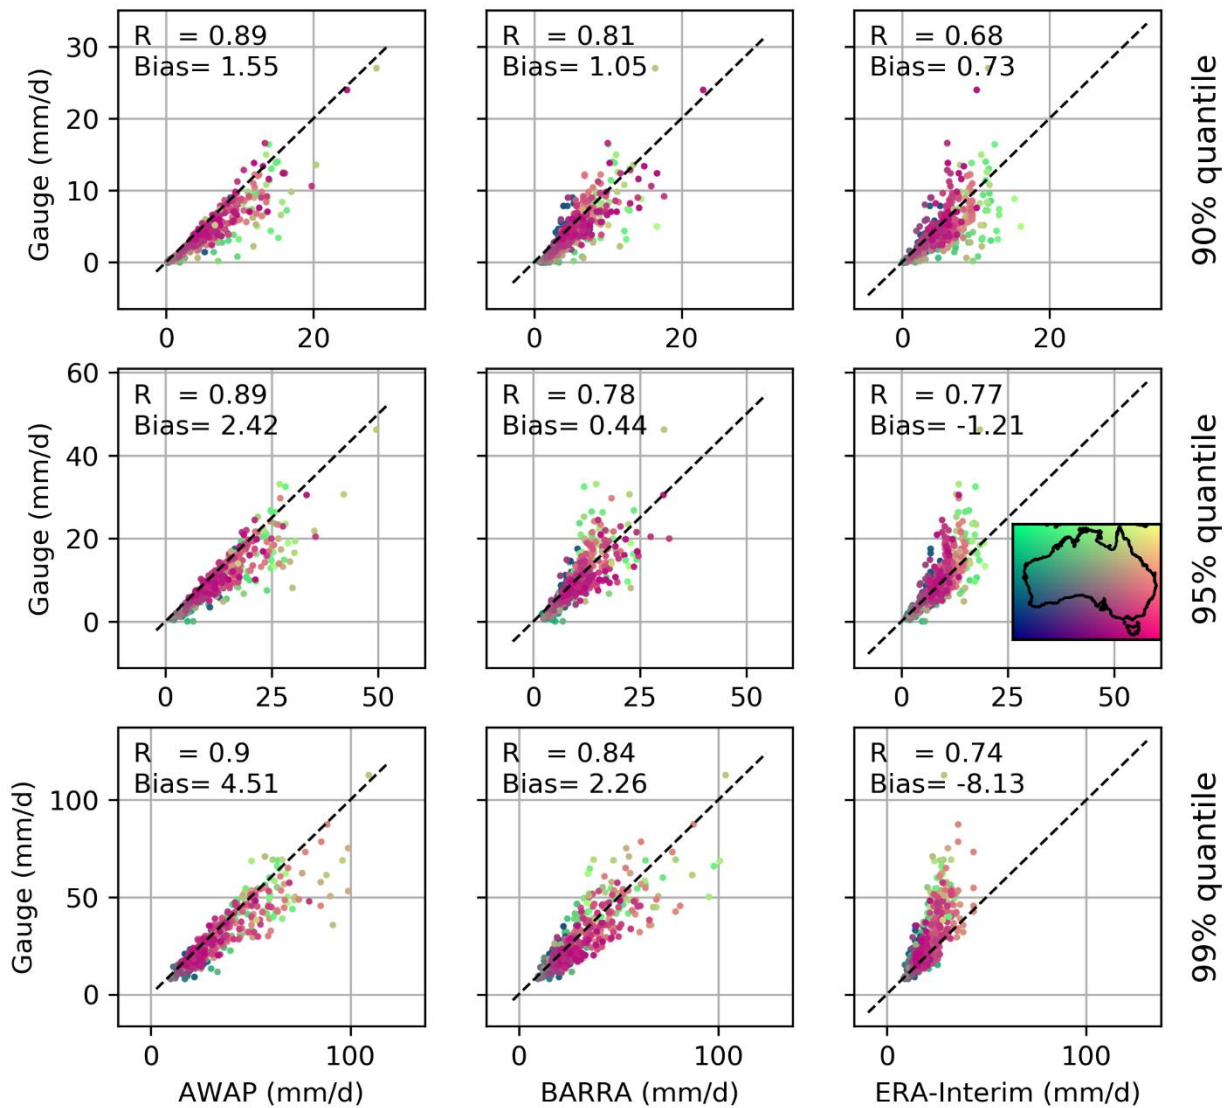 R = 0.89
Bias= 1.55
R = 0.81
Bias= 1.05
R = 0.68
Bias= 0.73
30
20
10
0
Gauge (mm/d)
90% quantile
0 20
0 20
0 20
R = 0.89
Bias= 2.42
R = 0.78
Bias= 0.44
R = 0.77
Bias= -1.21
60
40
20
0
Gauge (mm/d)
95% quantile
0 25 50
0 25 50
0 25 50
R = 0.9
Bias= 4.51
R = 0.84
Bias= 2.26
R = 0.74
Bias= -8.13
100
50
0
Gauge (mm/d)
99% quantile
0 100
0 100
0 100
AWAP (mm/d)
BARRA (mm/d)
ERA-Interim (mm/d)